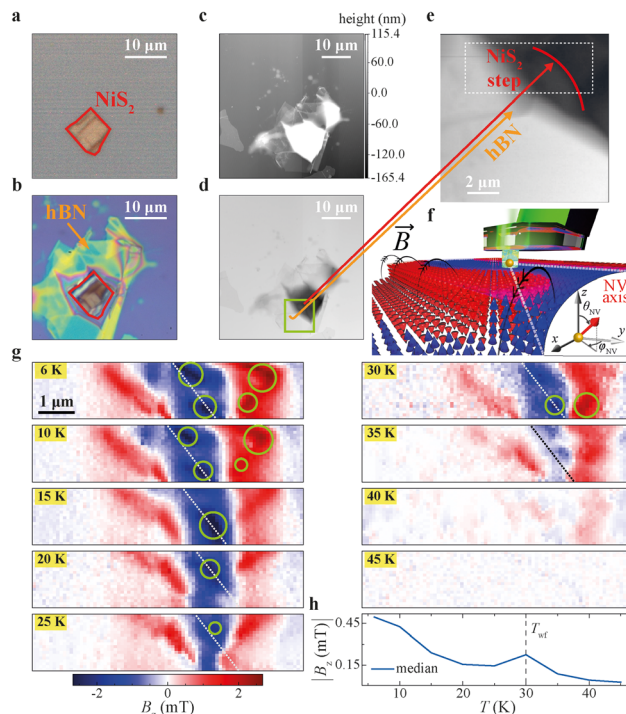 a
10 μm
NiS2
b
10 μm
hBN
c
height (nm)
10 μm
115.4
60.0
0.0
-60.0
-165.4
d
10 μm
e
NiS2
step
hBN
2 μm
f
B
NV
axis
z
θNV
x
y
φNV
g
6 K
1 μm
10 K
15 K
20 K
25 K
-2 0 2
Bz (mT)
30 K
35 K
40 K
45 K
h
|Bz| (mT)
0.45
0.15
Twf
median
10 20 30 40
T (K)